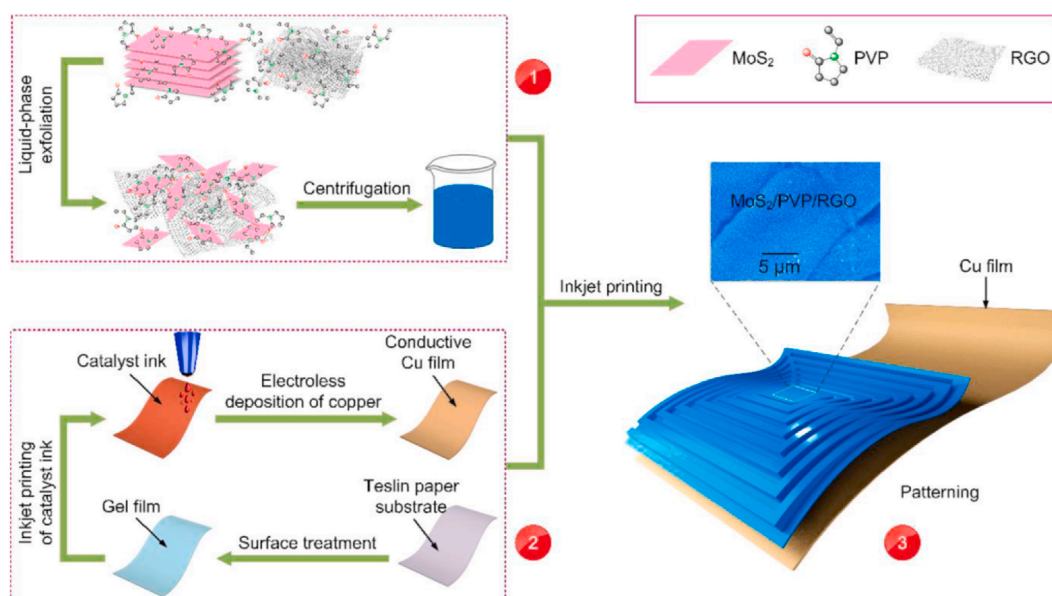 1
Liquid-phase
exfoliation
Centrifugation
MoS₂
PVP
RGO
MoS₂/PVP/RGO
5 μm
Cu film
Inkjet printing
Catalyst ink
Electroless
deposition of copper
Conductive
Cu film
Inkjet printing
of catalyst ink
Gel film
Surface treatment
Teslin paper
substrate
2
Patterning
3